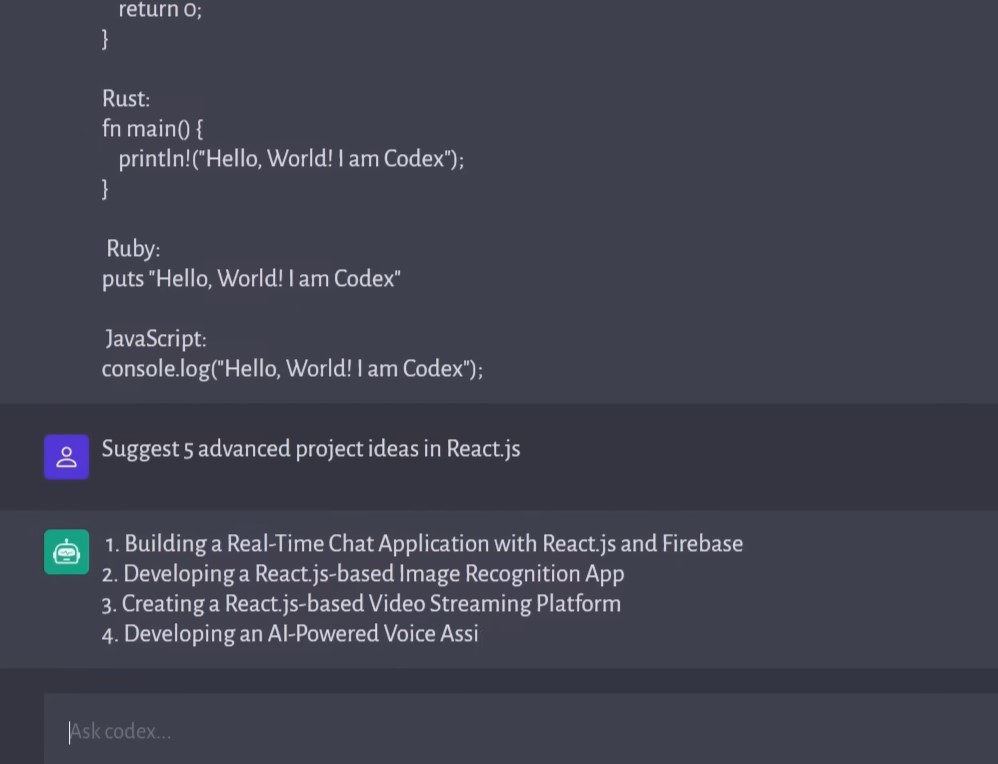 return 0;
}
Rust:
fn main() {
println!("Hello, World! I am Codex");
}
Ruby:
puts "Hello, World! I am Codex"
JavaScript:
console.log("Hello, World! I am Codex");
Suggest 5 advanced project ideas in React.js
1. Building a Real-Time Chat Application with React.js and Firebase
2. Developing a React.js-based Image Recognition App
3. Creating a React.js-based Video Streaming Platform
4. Developing an AI-Powered Voice Assi
Ask codex...